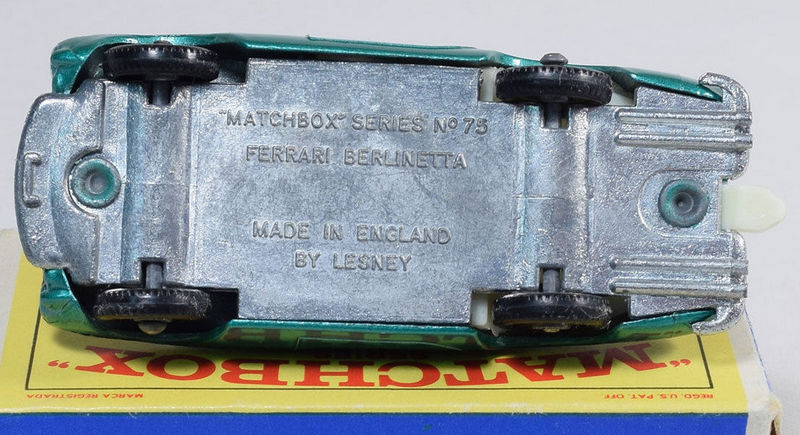 "MATCHBOX" SERIES No 75
FERRARI BERLINETTA
MADE IN ENGLAND
BY LESNEY
"MATCHBOX"
REGD. U.S. PAT. OFF.
MARCA REGISTRADA